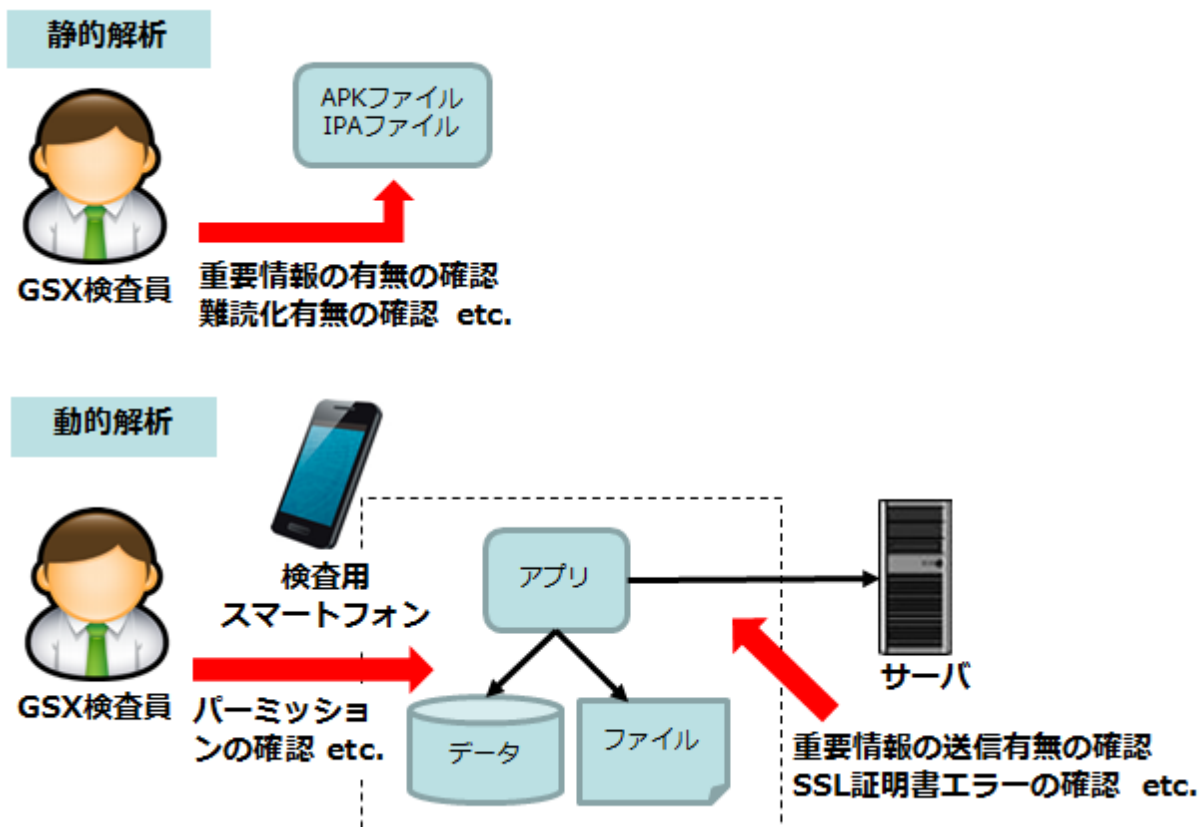 静的解析
APKファイル
IPAファイル
GSX検査員
重要情報の有無の確認
難読化有無の確認 etc.
動的解析
検査用
スマートフォン
アプリ
サーバ
GSX検査員
パーミッショ
ンの確認 etc.
データ
ファイル
重要情報の送信有無の確認
SSL証明書エラーの確認 etc.